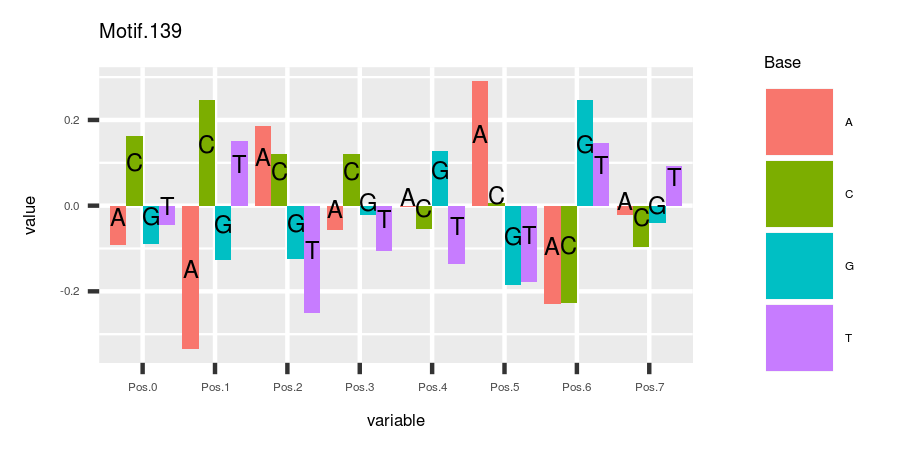 Motif.139
value
0.2
0.0
-0.2
A C G T A C G T A C G T A C G T A C G T A C G T A C G T A C G T
Pos.0 Pos.1 Pos.2 Pos.3 Pos.4 Pos.5 Pos.6 Pos.7
variable
Base
A
C
G
T